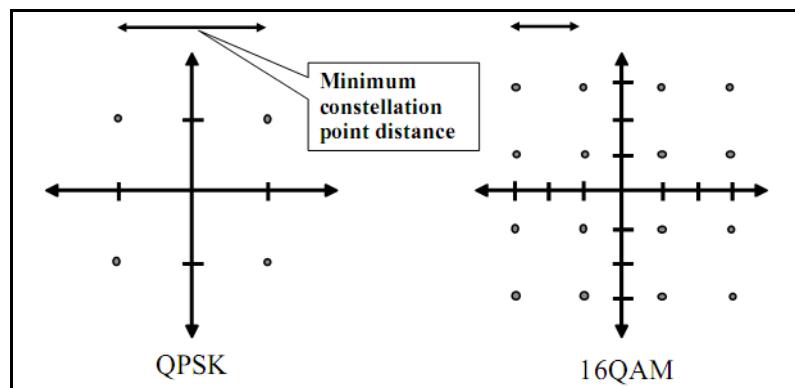 Minimum
constellation
point distance
QPSK
16QAM